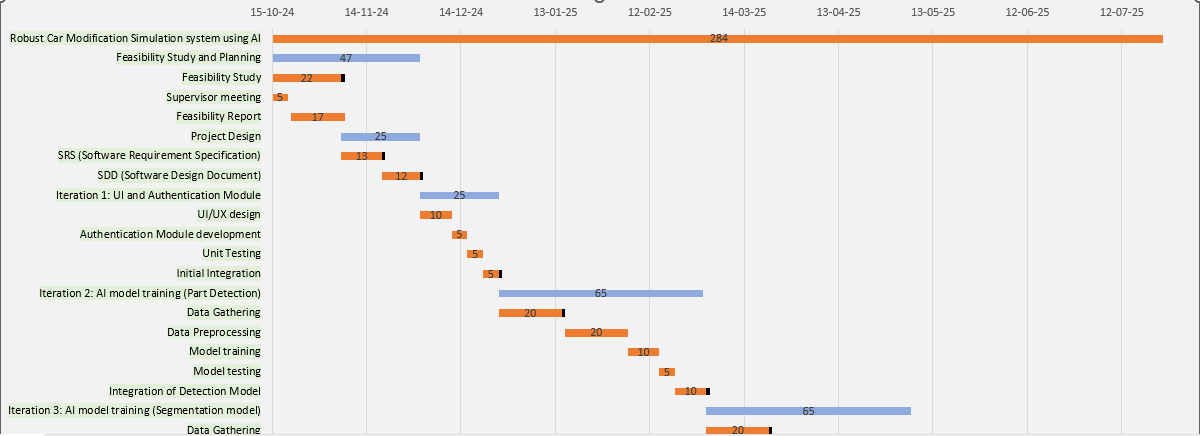 15-10-24 14-11-24 14-12-24 13-01-25 12-02-25 14-03-25 13-04-25 13-05-25 12-06-25 12-07-25
Robust Car Modification Simulation system using AI 284
Feasibility Study and Planning 47
Feasibility Study 22
Supervisor meeting 5
Feasibility Report 17
Project Design 25
SRS (Software Requirement Specification) 13
SDD (Software Design Document) 12
Iteration 1: UI and Authentication Module 25
UI/UX design 10
Authentication Module development 5
Unit Testing 5
Initial Integration 5
Iteration 2: AI model training (Part Detection) 65
Data Gathering 20
Data Preprocessing 20
Model training 10
Model testing 5
Integration of Detection Model 10
Iteration 3: AI model training (Segmentation model) 65
Data Gathering 20